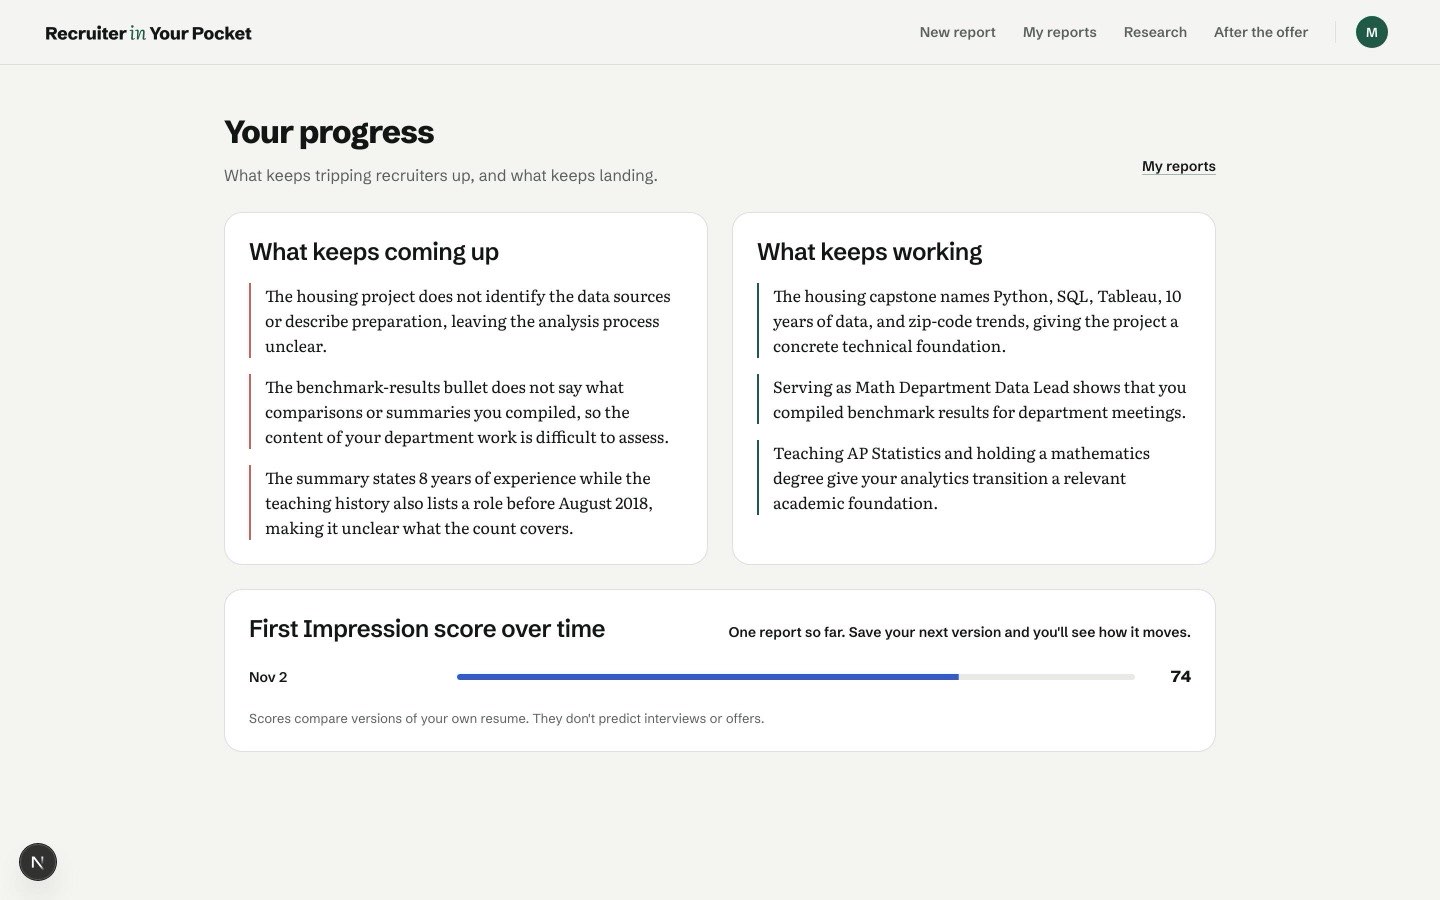 Recruiter in Your Pocket
New report
My reports
Research
After the offer
M
Your progress
What keeps tripping recruiters up, and what keeps landing.
My reports
What keeps coming up
The housing project does not identify the data sources
or describe preparation, leaving the analysis process
unclear.
The benchmark-results bullet does not say what
comparisons or summaries you compiled, so the
content of your department work is difficult to assess.
The summary states 8 years of experience while the
teaching history also lists a role before August 2018,
making it unclear what the count covers.
What keeps working
The housing capstone names Python, SQL, Tableau, 10
years of data, and zip-code trends, giving the project a
concrete technical foundation.
Serving as Math Department Data Lead shows that you
compiled benchmark results for department meetings.
Teaching AP Statistics and holding a mathematics
degree give your analytics transition a relevant
academic foundation.
First Impression score over time
One report so far. Save your next version and you'll see how it moves.
Nov 2
74
Scores compare versions of your own resume. They don't predict interviews or offers.
N